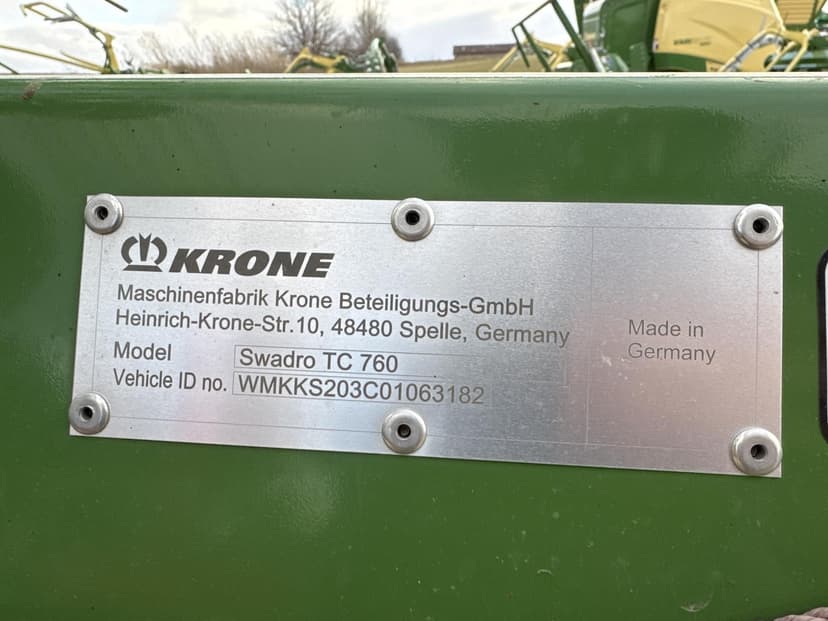 KRONE
Maschinenfabrik Krone Beteiligungs-GmbH
Heinrich-Krone-Str.10, 48480 Spelle, Germany
Model Swadro TC 760
Vehicle ID no. WMKKS203C01063182
Made in
Germany